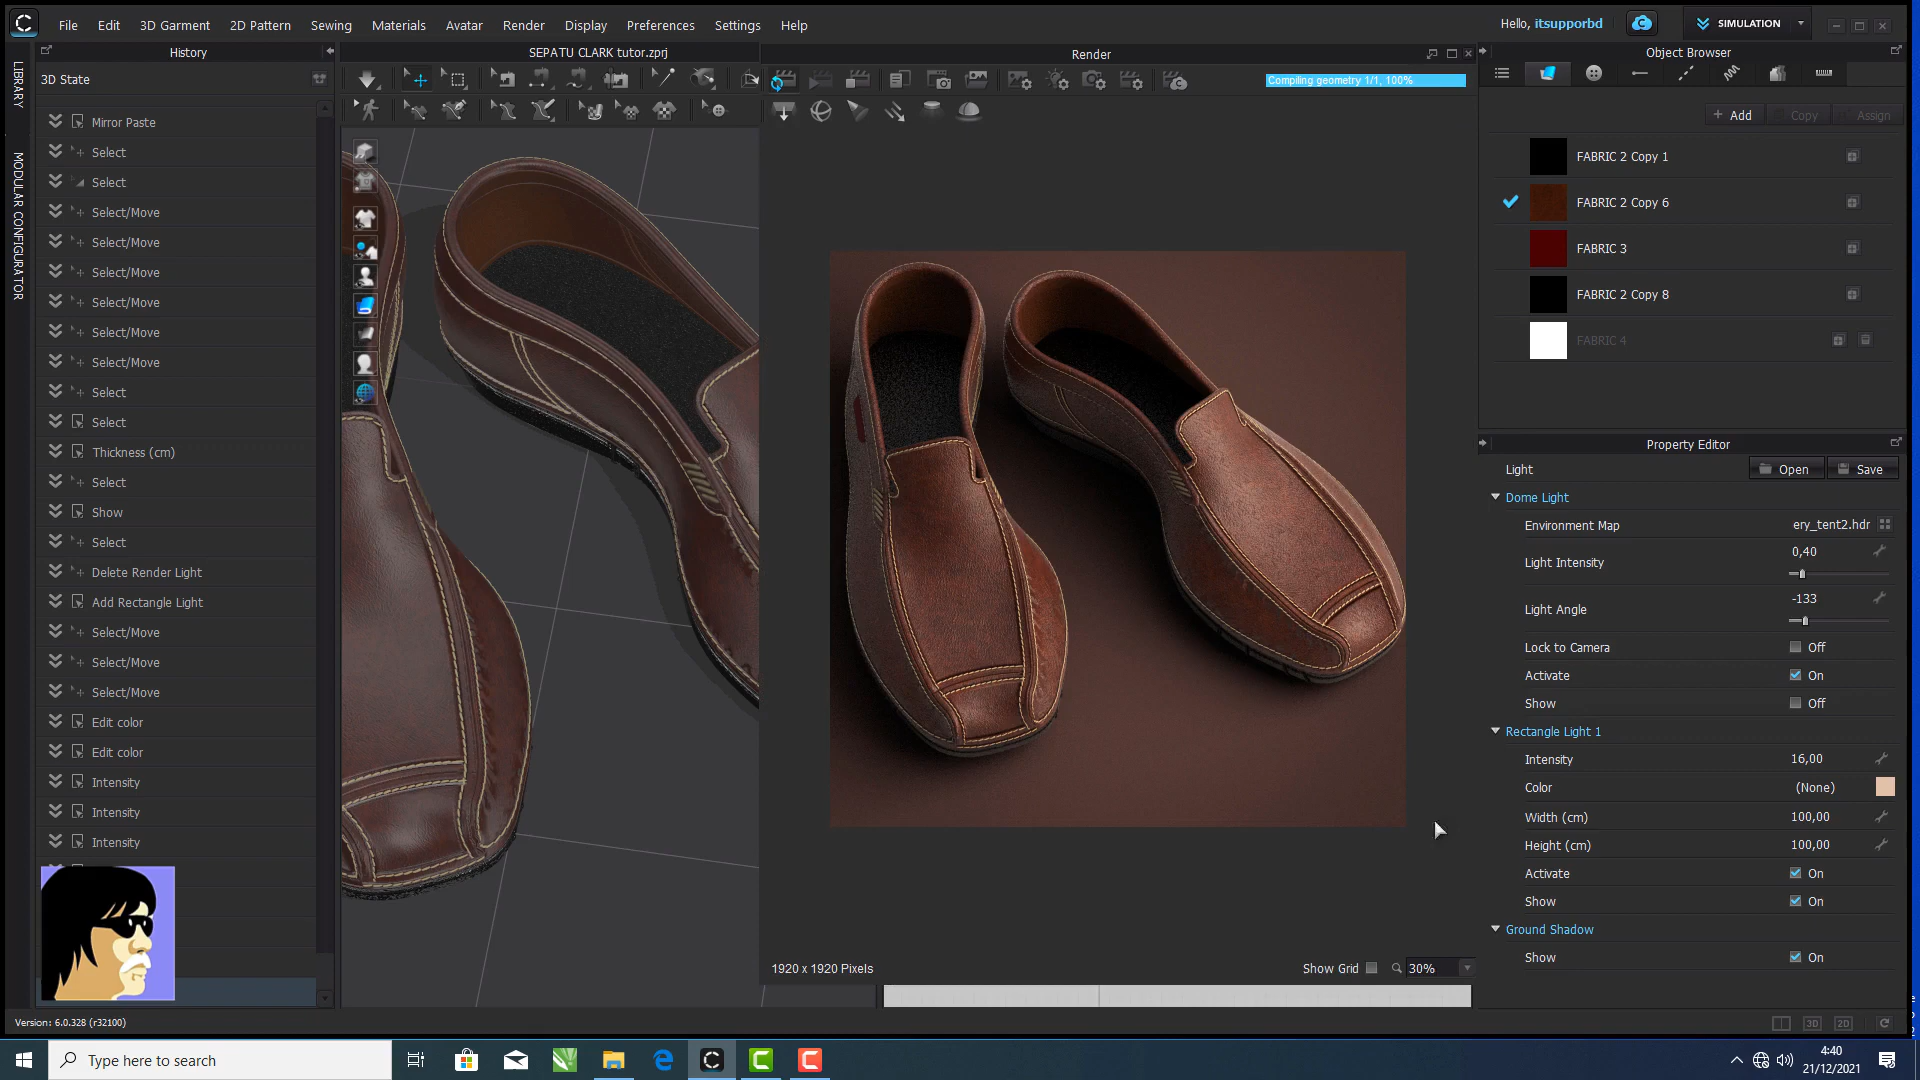 File Edit 3D Garment 2D Pattern Sewing Materials Avatar Render Display Preferences Settings Help
Hello, itsupporbd
SIMULATION
LIBRARY
MODULAR CONFIGURATOR
History
3D State
Mirror Paste
Select
Select
Select/Move
Select/Move
Select/Move
Select/Move
Select/Move
Select/Move
Select
Select
Thickness (cm)
Select
Show
Select
Delete Render Light
Add Rectangle Light
Select/Move
Select/Move
Select/Move
Edit color
Edit color
Intensity
Intensity
Intensity
SEPATU CLARK tutor.zprj
Render
Compiling geometry 1/1, 100%
1920 x 1920 Pixels
Show Grid
30%
Object Browser
Add
Copy
Assign
FABRIC 2 Copy 1
FABRIC 2 Copy 6
FABRIC 3
FABRIC 2 Copy 8
FABRIC 4
Property Editor
Light
Open
Save
Dome Light
Environment Map ery_tent2.hdr
Light Intensity 0,40
Light Angle -133
Lock to Camera Off
Activate On
Show Off
Rectangle Light 1
Intensity 16,00
Color (None)
Width (cm) 100,00
Height (cm) 100,00
Activate On
Show On
Ground Shadow
Show On
3D
2D
Version: 6.0.328 (r32100)
Type here to search
4:40
21/12/2021